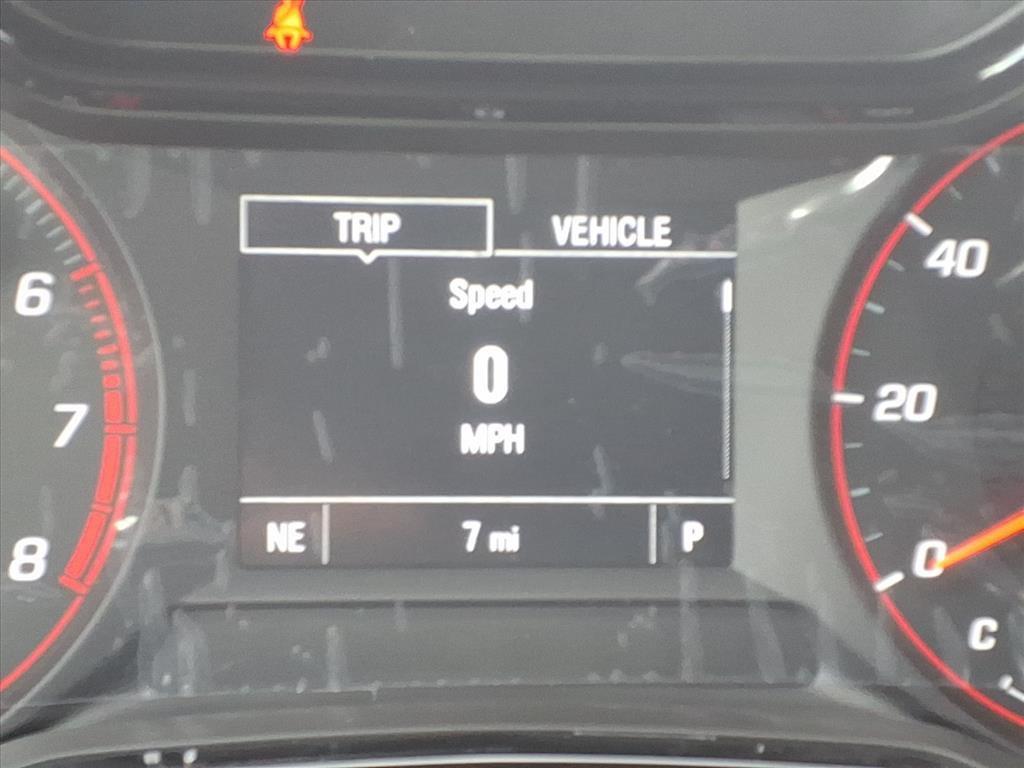 TRIP VEHICLE
Speed
0
MPH
NE 7 mi P
6
7
8
40
20
0
C